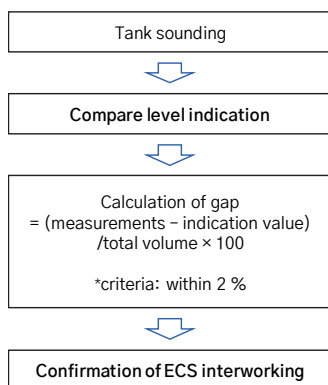 Tank sounding
Compare level indication
Calculation of gap
= (measurements – indication value)
/total volume × 100
*criteria: within 2 %
Confirmation of ECS interworking